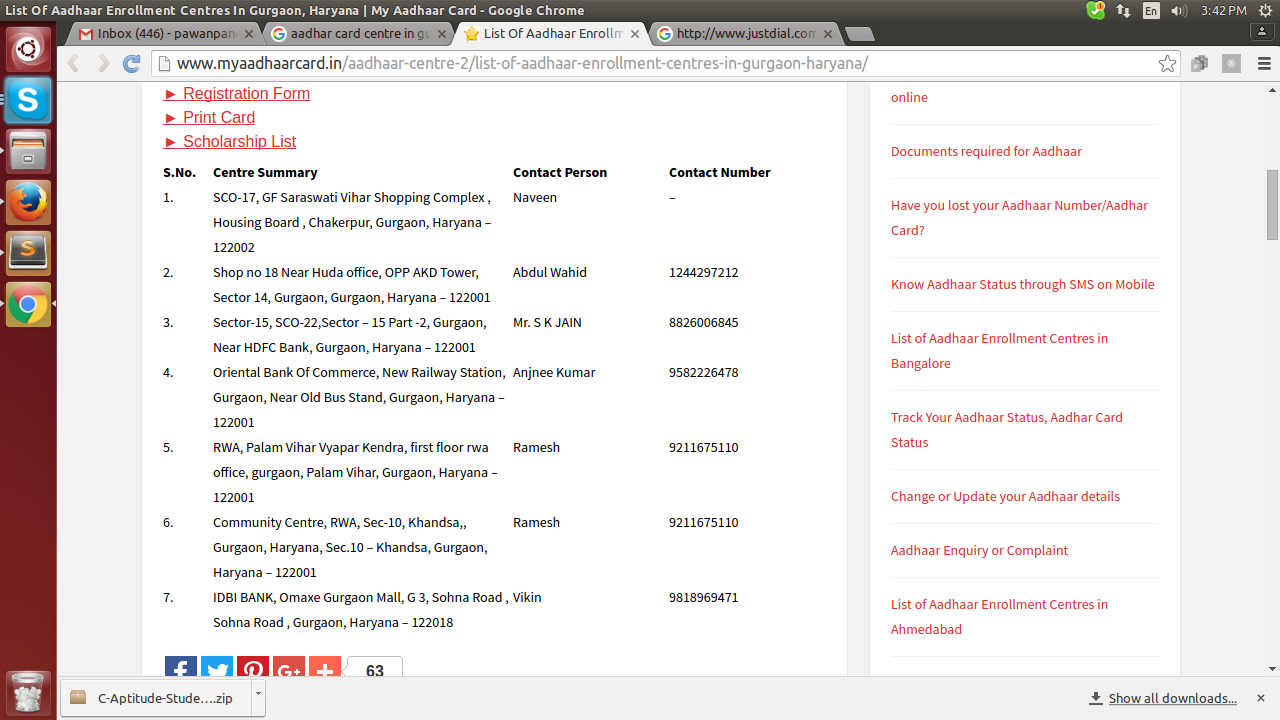 List Of Aadhaar Enrollment Centres In Gurgaon, Haryana | My Aadhaar Card - Google Chrome
En
3:42 PM
Inbox (446) - pawanpan
aadhar card centre in gu
List Of Aadhaar Enrollm
http://www.justdial.com
www.myaadhaarcard.in/aadhaar-centre-2/list-of-aadhaar-enrollment-centres-in-gurgaon-haryana/
► Registration Form
► Print Card
► Scholarship List
S.No. Centre Summary Contact Person Contact Number
1. SCO-17, GF Saraswati Vihar Shopping Complex , Naveen –
Housing Board , Chakerpur, Gurgaon, Haryana –
122002
2. Shop no 18 Near Huda office, OPP AKD Tower, Abdul Wahid 1244297212
Sector 14, Gurgaon, Gurgaon, Haryana – 122001
3. Sector-15, SCO-22,Sector – 15 Part -2, Gurgaon, Mr. S K JAIN 8826006845
Near HDFC Bank, Gurgaon, Haryana – 122001
4. Oriental Bank Of Commerce, New Railway Station, Anjnee Kumar 9582226478
Gurgaon, Near Old Bus Stand, Gurgaon, Haryana –
122001
5. RWA, Palam Vihar Vyapar Kendra, first floor rwa Ramesh 9211675110
office, gurgaon, Palam Vihar, Gurgaon, Haryana –
122001
6. Community Centre, RWA, Sec-10, Khandsa,, Ramesh 9211675110
Gurgaon, Haryana, Sec.10 – Khandsa, Gurgaon,
Haryana – 122001
7. IDBI BANK, Omaxe Gurgaon Mall, G 3, Sohna Road , Vikin 9818969471
Sohna Road , Gurgaon, Haryana – 122018
63
online
Documents required for Aadhaar
Have you lost your Aadhaar Number/Aadhar
Card?
Know Aadhaar Status through SMS on Mobile
List of Aadhaar Enrollment Centres in
Bangalore
Track Your Aadhaar Status, Aadhar Card
Status
Change or Update your Aadhaar details
Aadhaar Enquiry or Complaint
List of Aadhaar Enrollment Centres in
Ahmedabad
C-Aptitude-Stude....zip
Show all downloads...